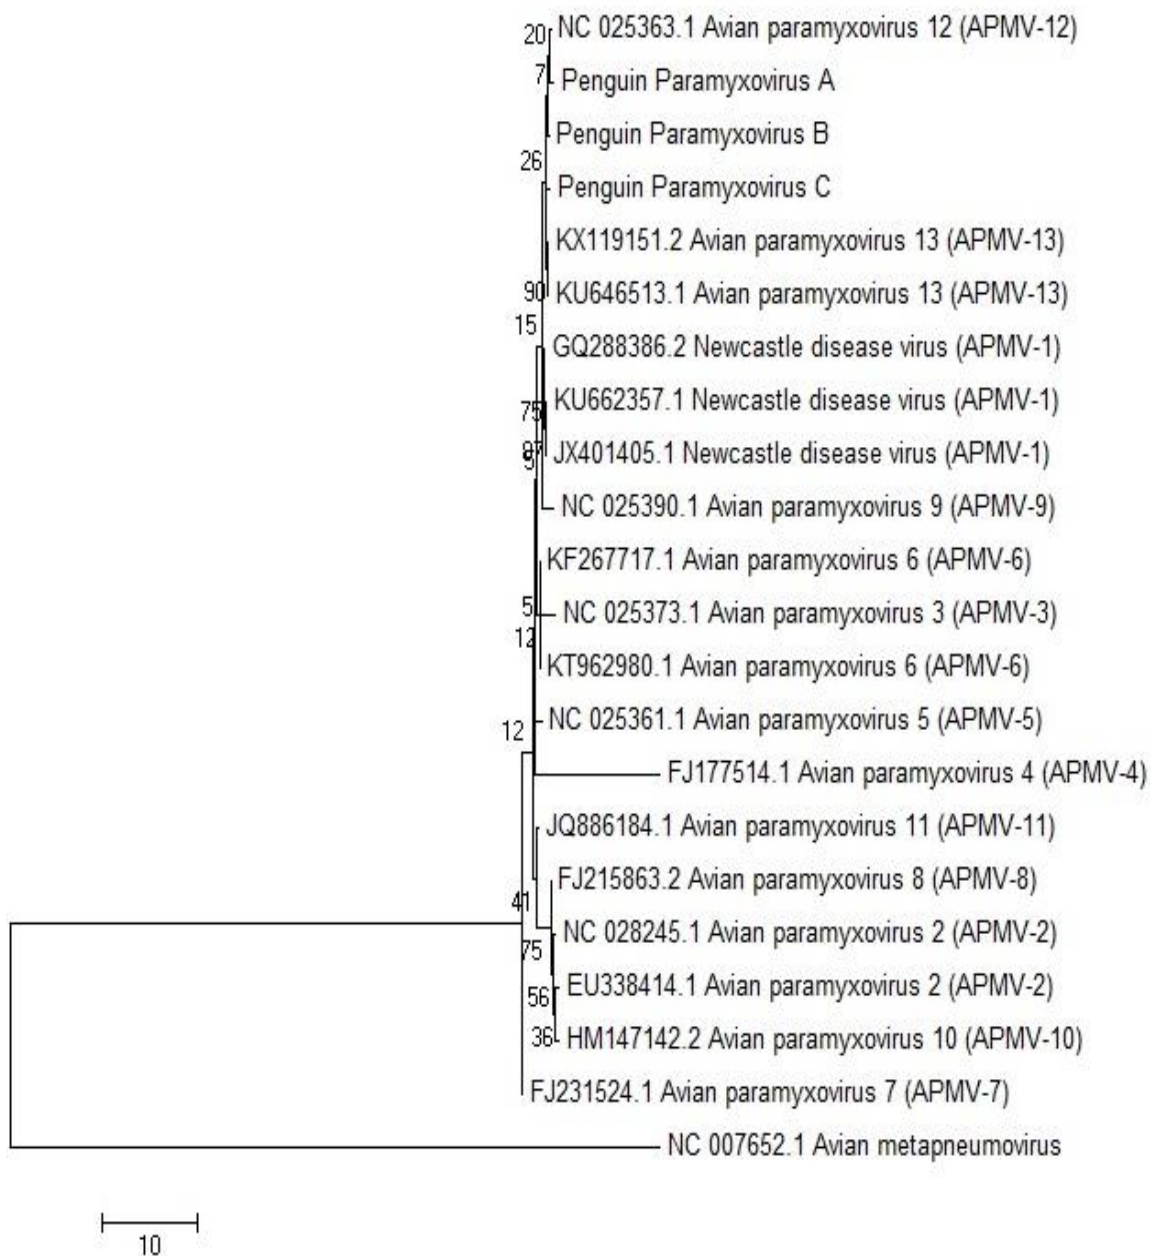 20
NC 025363.1 Avian paramyxovirus 12 (APMV-12)
7
Penguin Paramyxovirus A
Penguin Paramyxovirus B
26
Penguin Paramyxovirus C
KX119151.2 Avian paramyxovirus 13 (APMV-13)
90
KU646513.1 Avian paramyxovirus 13 (APMV-13)
15
GQ288386.2 Newcastle disease virus (APMV-1)
KU662357.1 Newcastle disease virus (APMV-1)
75
JX401405.1 Newcastle disease virus (APMV-1)
NC 025390.1 Avian paramyxovirus 9 (APMV-9)
KF267717.1 Avian paramyxovirus 6 (APMV-6)
5
NC 025373.1 Avian paramyxovirus 3 (APMV-3)
KT962980.1 Avian paramyxovirus 6 (APMV-6)
NC 025361.1 Avian paramyxovirus 5 (APMV-5)
12
FJ177514.1 Avian paramyxovirus 4 (APMV-4)
JQ886184.1 Avian paramyxovirus 11 (APMV-11)
FJ215863.2 Avian paramyxovirus 8 (APMV-8)
41
NC 028245.1 Avian paramyxovirus 2 (APMV-2)
75
EU338414.1 Avian paramyxovirus 2 (APMV-2)
56
36
HM147142.2 Avian paramyxovirus 10 (APMV-10)
FJ231524.1 Avian paramyxovirus 7 (APMV-7)
NC 007652.1 Avian metapneumovirus
10